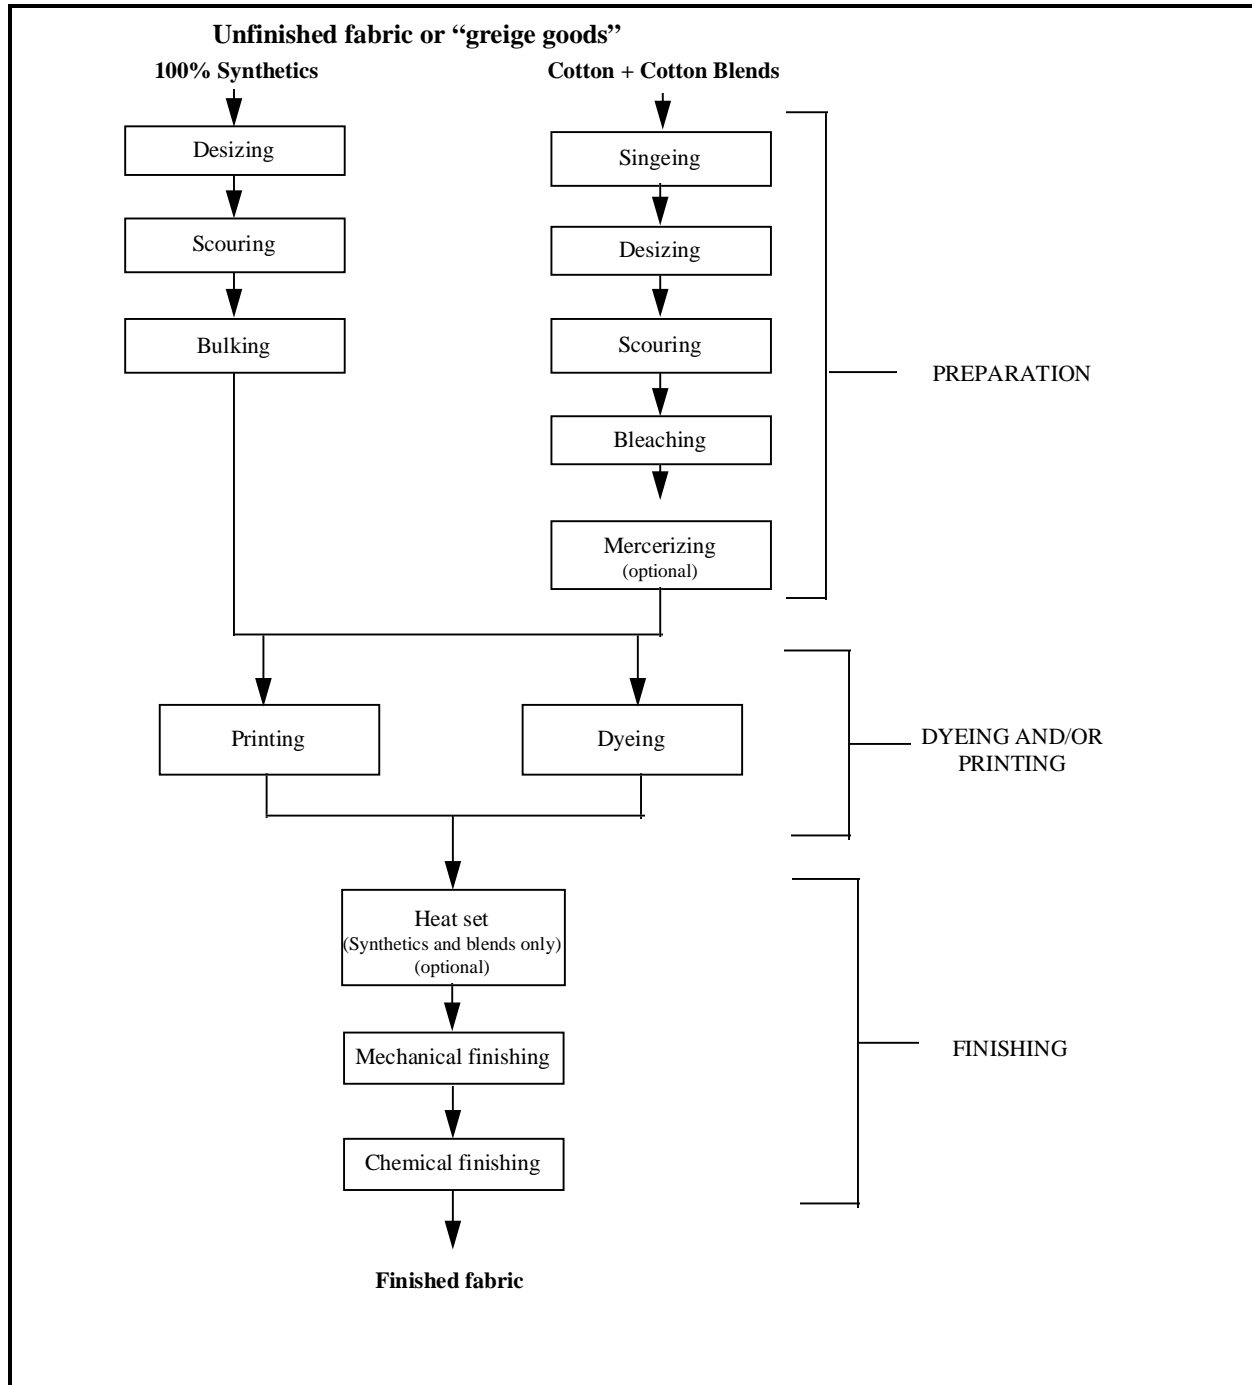 Unfinished fabric or “greige goods”
100% Synthetics
Cotton + Cotton Blends
Desizing
Scouring
Bulking
Singeing
Desizing
Scouring
Bleaching
Mercerizing
(optional)
PREPARATION
Printing
Dyeing
DYEING AND/OR
PRINTING
Heat set
(Synthetics and blends only)
(optional)
Mechanical finishing
Chemical finishing
FINISHING
Finished fabric